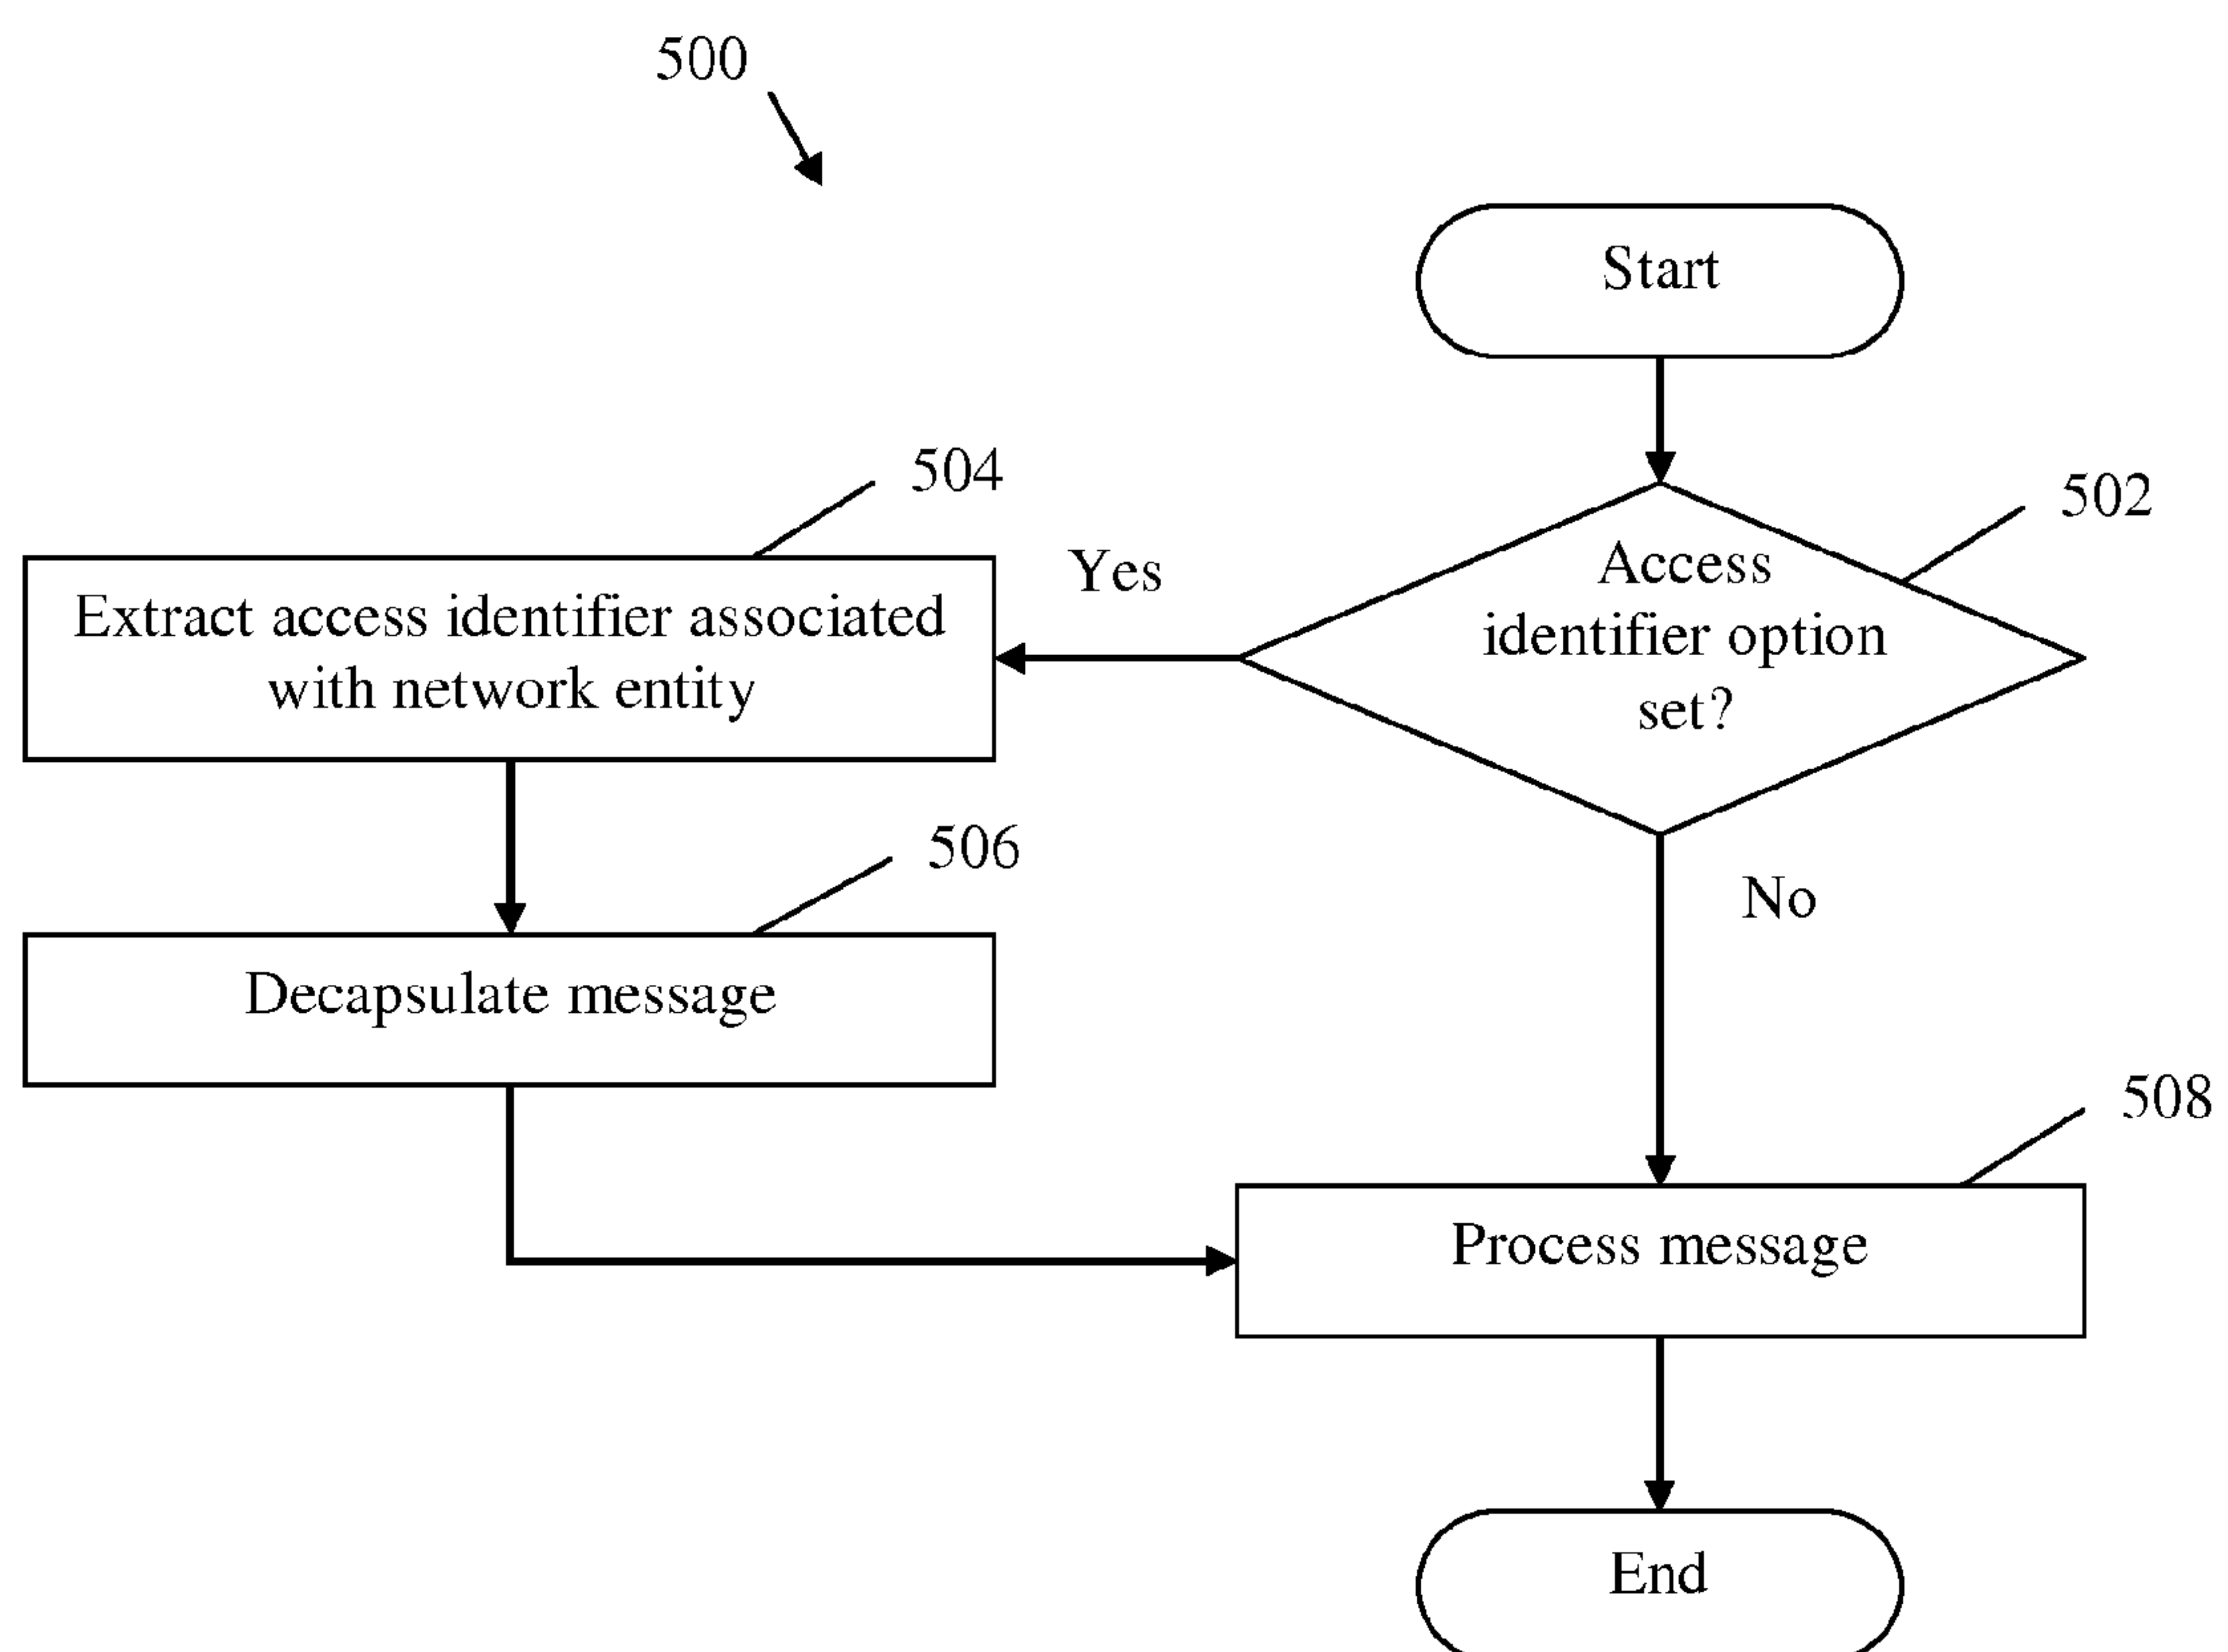 500
Start
504
502
Yes
Access
identifier option
set?
Extract access identifier associated
with network entity
506
No
Decapsulate message
508
Process message
End